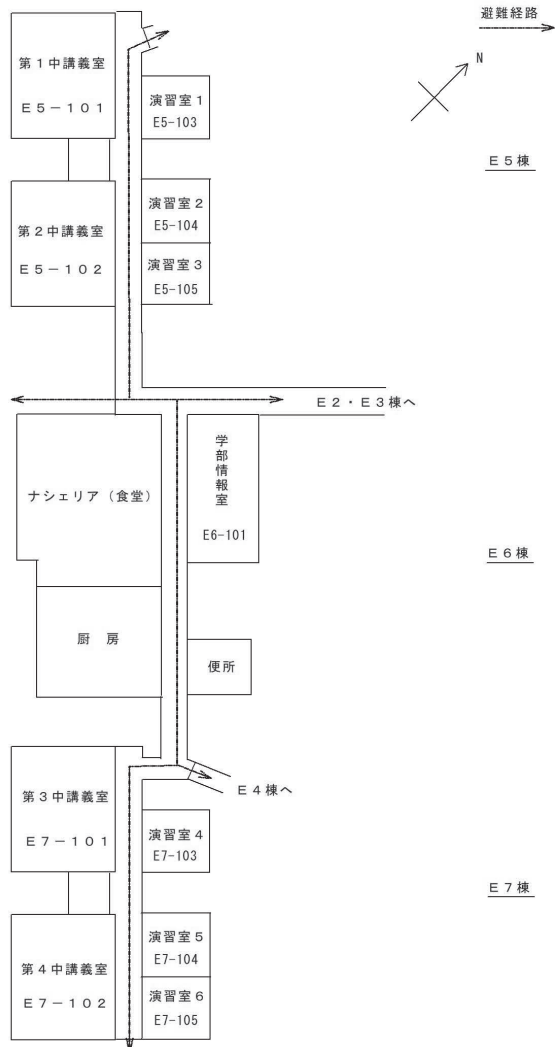 避難経路
N
第１中講義室
Ｅ５－１０１
演習室１
E5-103
Ｅ５棟
第２中講義室
Ｅ５－１０２
演習室２
E5-104
演習室３
E5-105
Ｅ２・Ｅ３棟へ
学部情報室
E6-101
ナシェリア（食堂）
Ｅ６棟
厨　房
便所
第３中講義室
Ｅ７－１０１
Ｅ４棟へ
演習室４
E7-103
Ｅ７棟
第４中講義室
Ｅ７－１０２
演習室５
E7-104
演習室６
E7-105